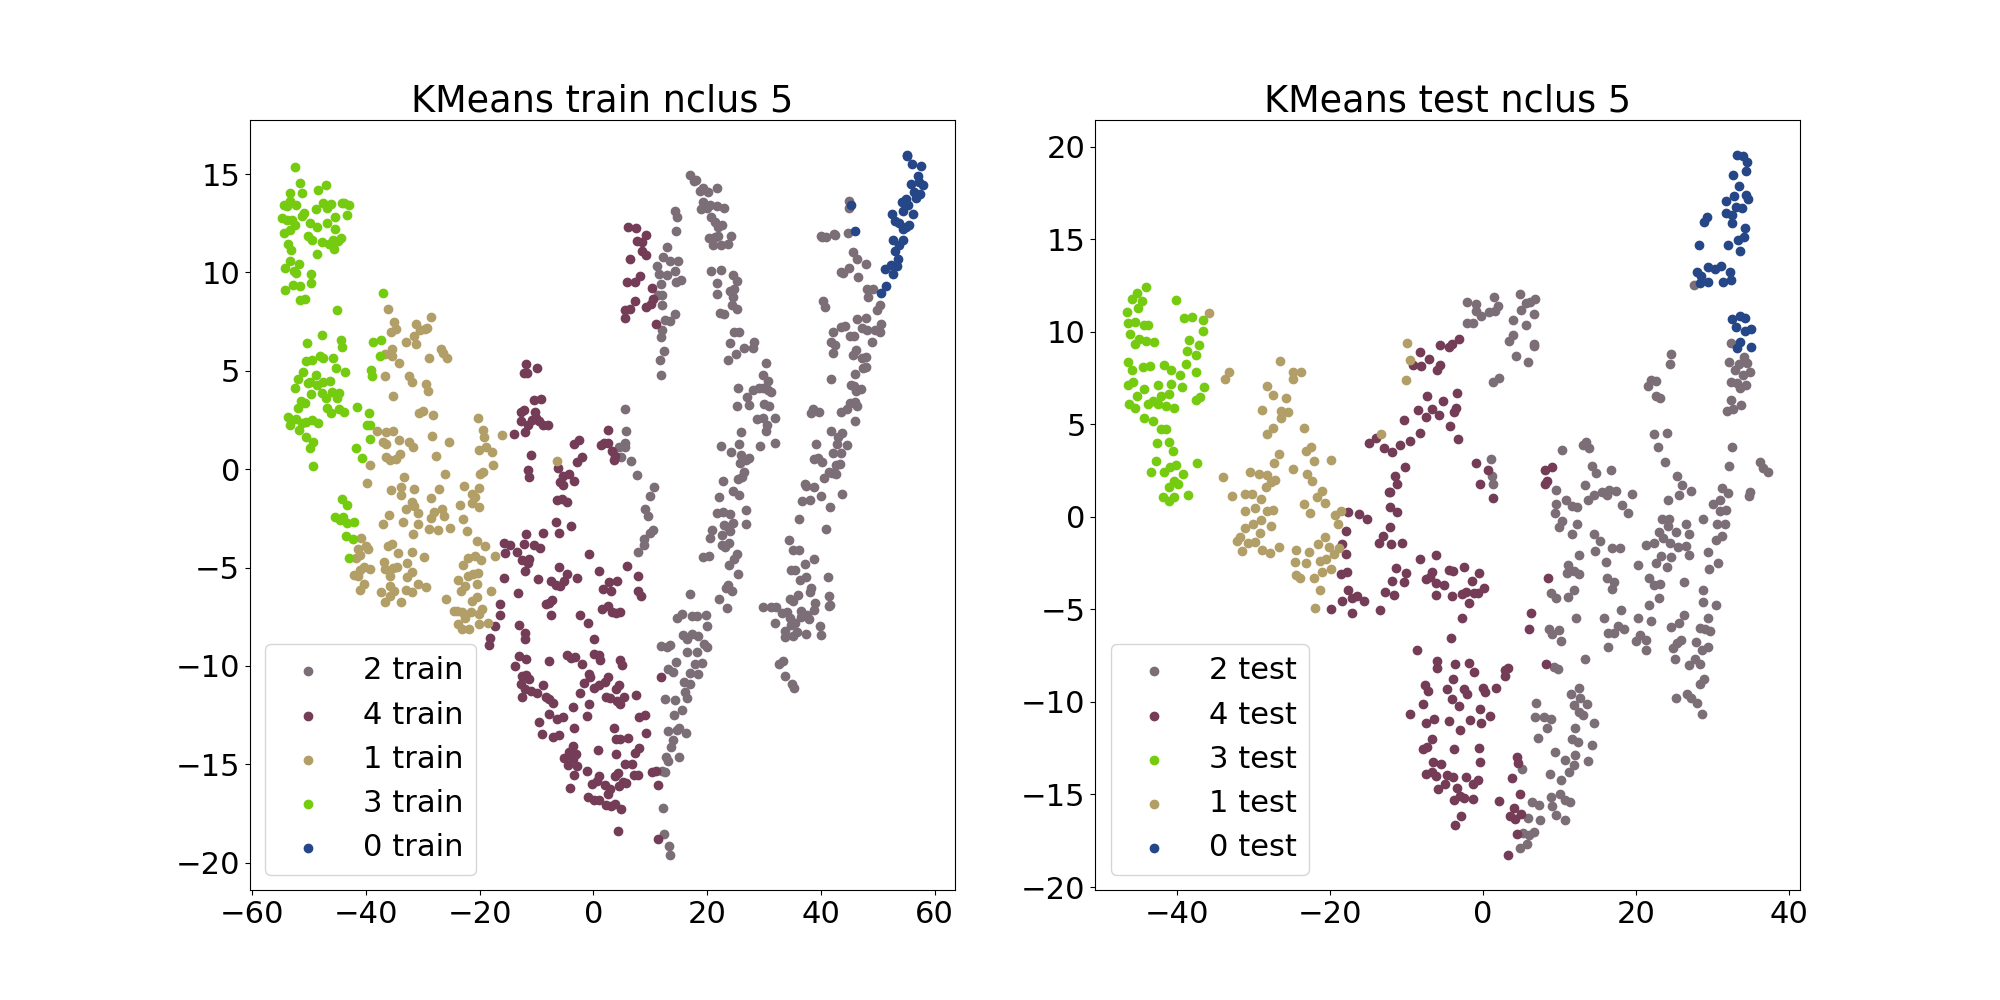 KMeans train nclus 5
15
10
5
0
−5
−10
−15
−20
−60 −40 −20 0 20 40 60
2 train
4 train
1 train
3 train
0 train
KMeans test nclus 5
20
15
10
5
0
−5
−10
−15
−20
−40 −20 0 20 40
2 test
4 test
3 test
1 test
0 test